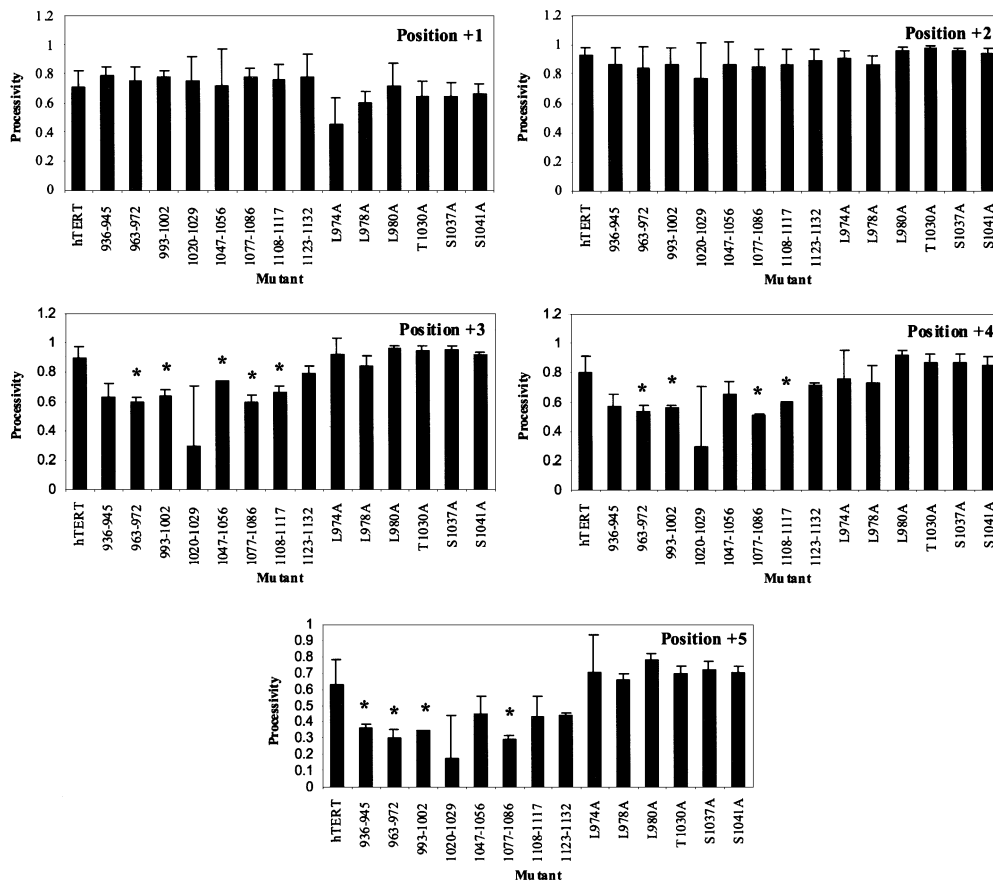 Position +1
Processivity
1.2
1
0.8
0.6
0.4
0.2
0
hTERT
936-945
963-972
993-1002
1020-1029
1047-1056
1077-1086
1108-1117
1123-1132
L974A
L978A
L980A
T1030A
S1037A
S1041A
Mutant
Position +2
Processivity
1.2
1
0.8
0.6
0.4
0.2
0
hTERT
936-945
963-972
993-1002
1020-1029
1047-1056
1077-1086
1108-1117
1123-1132
L974A
L978A
L980A
T1030A
S1037A
S1041A
Mutant
Position +3
Processivity
1.2
1
0.8
0.6
0.4
0.2
0
* * * * *
hTERT
936-945
963-972
993-1002
1020-1029
1047-1056
1077-1086
1108-1117
1123-1132
L974A
L978A
L980A
T1030A
S1037A
S1041A
Mutant
Position +4
Processivity
1.2
1
0.8
0.6
0.4
0.2
0
* * * *
hTERT
936-945
963-972
993-1002
1020-1029
1047-1056
1077-1086
1108-1117
1123-1132
L974A
L978A
L980A
T1030A
S1037A
S1041A
Mutant
Position +5
Processivity
1
0.9
0.8
0.7
0.6
0.5
0.4
0.3
0.2
0.1
0
* * * *
hTERT
936-945
963-972
993-1002
1020-1029
1047-1056
1077-1086
1108-1117
1123-1132
L974A
L978A
L980A
T1030A
S1037A
S1041A
Mutant